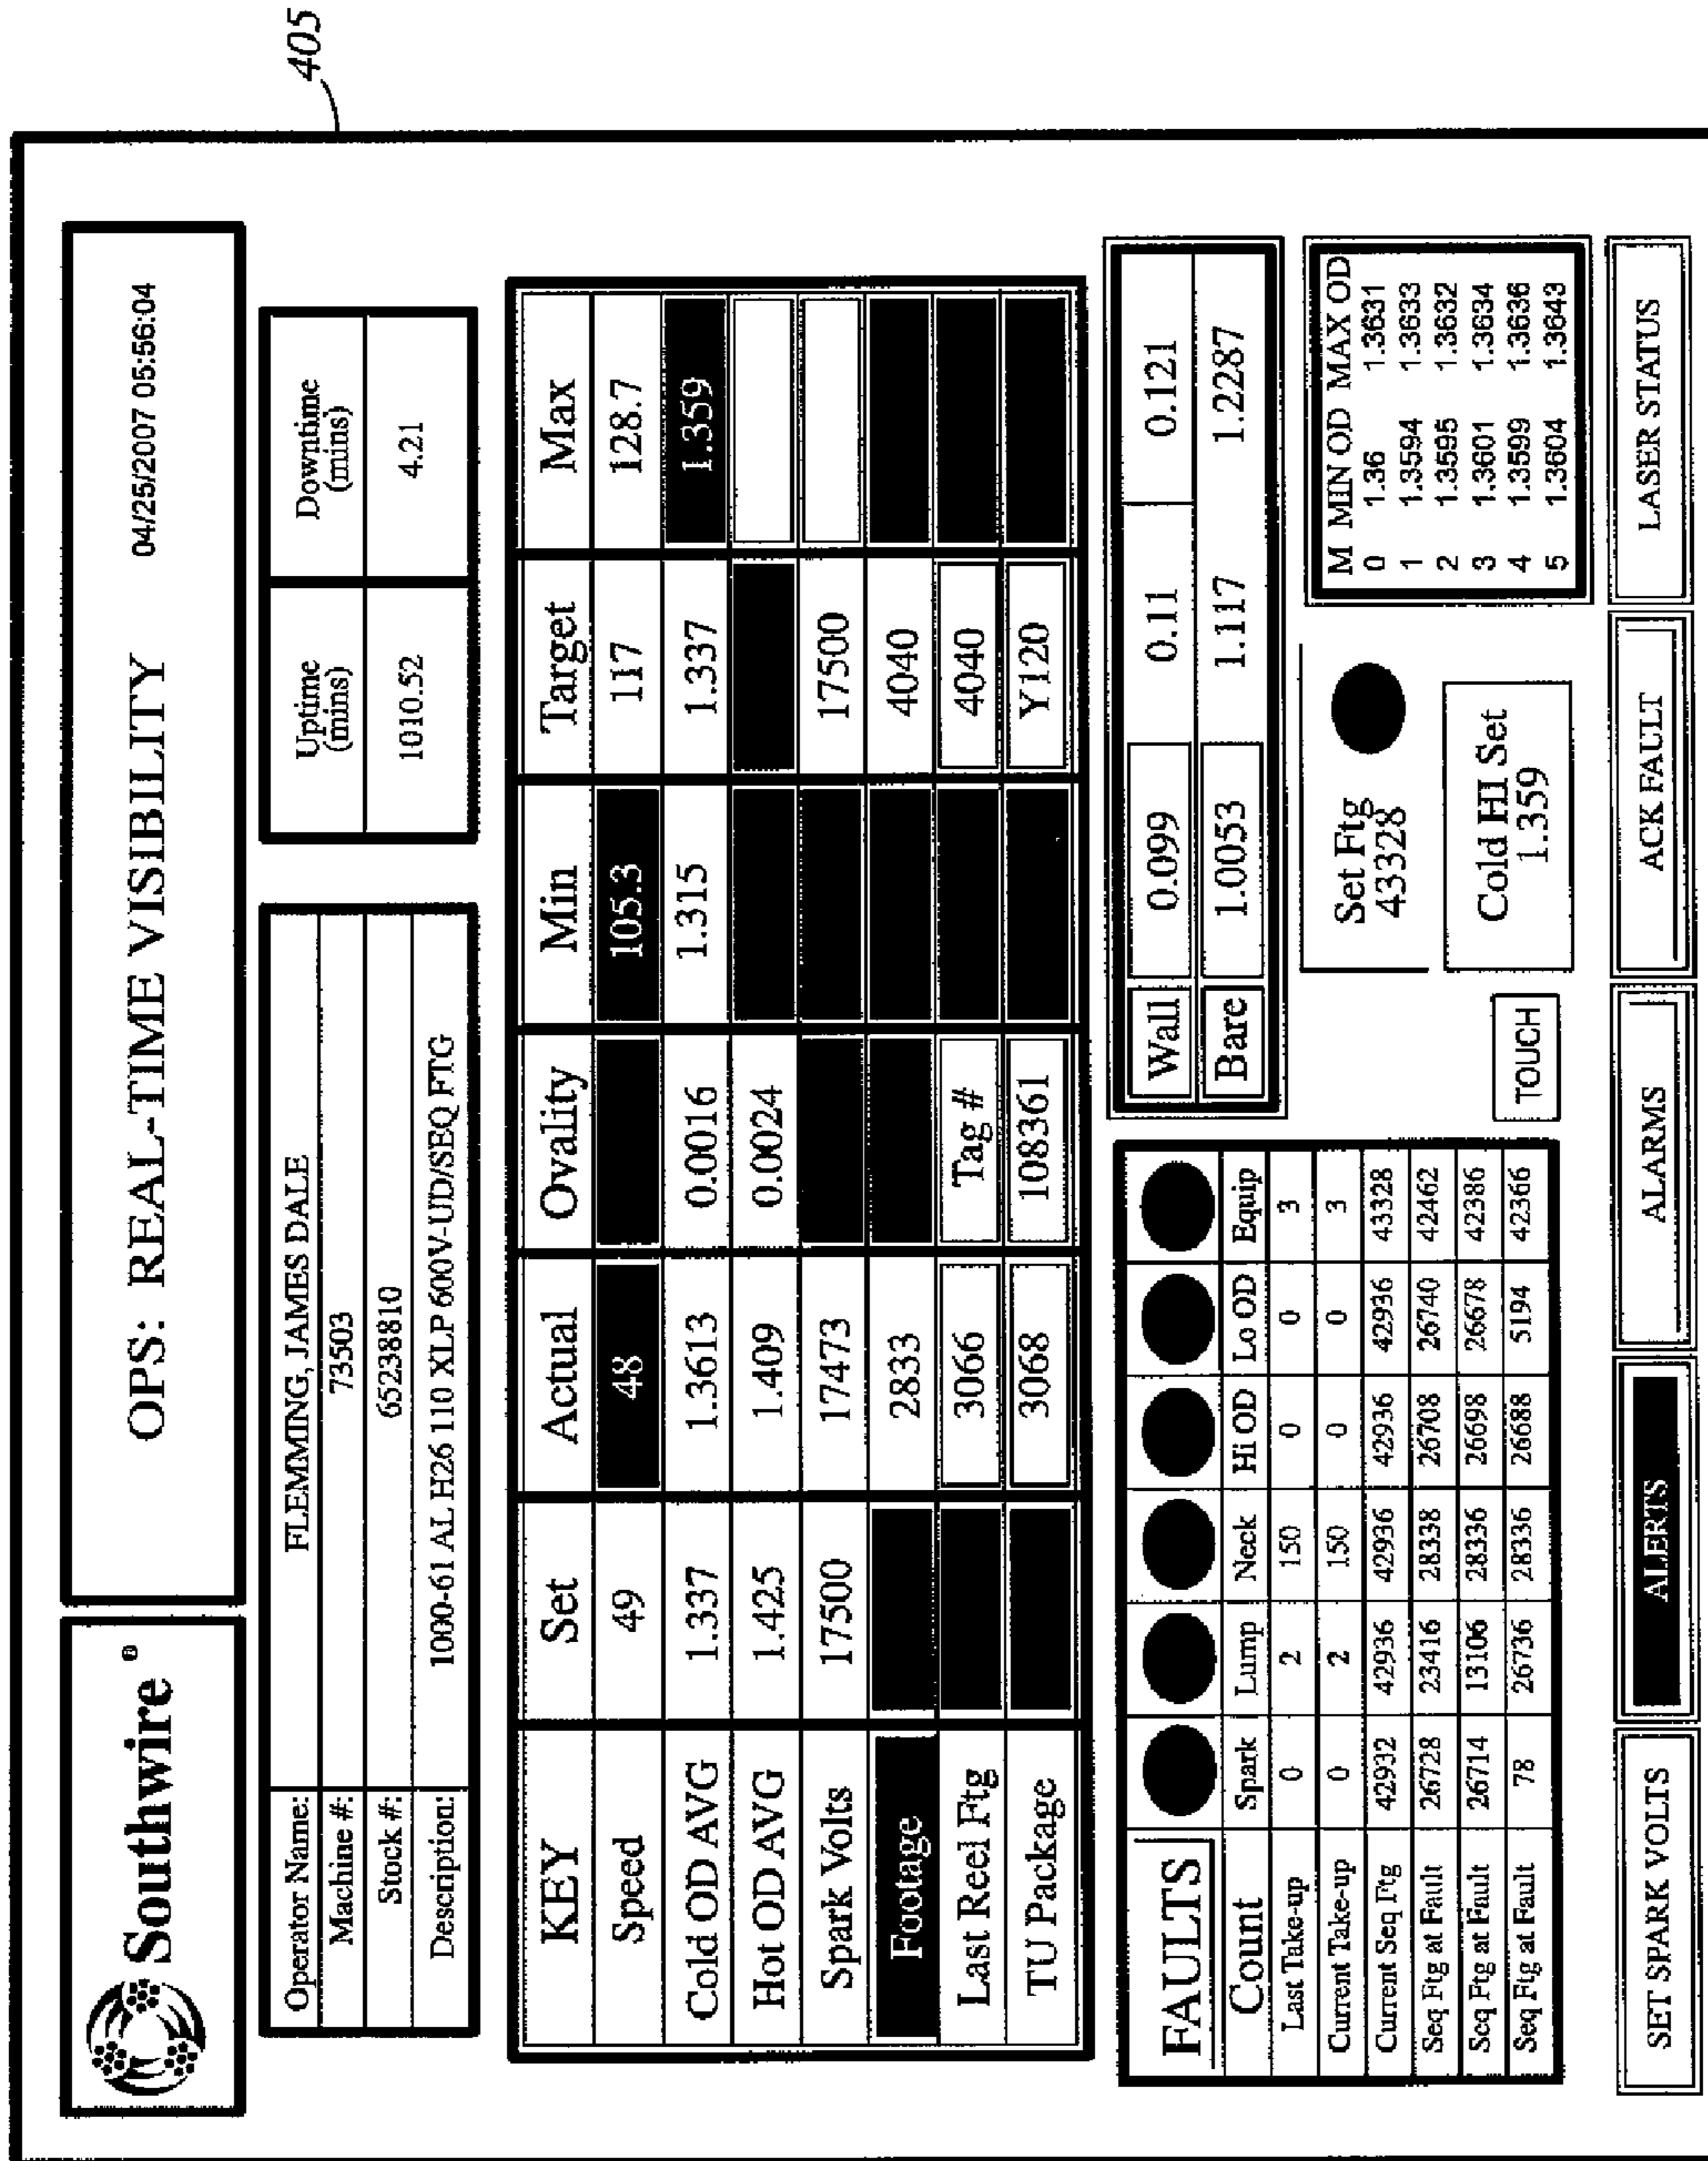 405
Southwire ®
OPS: REAL-TIME VISIBILITY 04/25/2007 05:56:04
Operator Name: FLEMMING, JAMES DALE
Machine #: 73503
Stock #: 65238810
Description: 1000-61 AL H26 110 XLP 600V-UD/SEQ FTG
Uptime (mins) Downtime (mins)
1010.52 4.21
KEY Set Actual Ovality Min Target Max
Speed 49 48 105.3 117 128.7
Cold OD AVG 1.337 1.3613 0.0016 1.315 1.337 1.359
Hot OD AVG 1.425 1.409 0.0024
Spark Volts 17500 17473 17500
Footage 2833 4040
Last Reel Ftg 3066 Tag # 4040
TU Package 3068 108361 Y120
FAULTS
Count Spark Lump Neck Hi OD Lo OD Equip
Last Take-up 0 2 150 0 0 3
Current Take-up 0 2 150 0 0 3
Current Seq Ftg 42932 42936 42936 42936 42936 43328
Seq Ftg at Fault 26728 23416 28338 26708 26740 42462
Seq Ftg at Fault 26714 13106 28336 26698 26678 42386
Seq Ftg at Fault 78 26736 28336 26688 5194 42366
Wall 0.099 0.11 0.121
Bare 1.0053 1.117 1.2287
TOUCH
Set Ftg
43328
Cold HI Set
1.359
M MIN OD MAX OD
0 1.36 1.3631
1 1.3594 1.3633
2 1.3595 1.3632
3 1.3601 1.3634
4 1.3599 1.3636
5 1.3604 1.3643
SET SPARK VOLTS ALERTS ALARMS ACK FAULT LASER STATUS